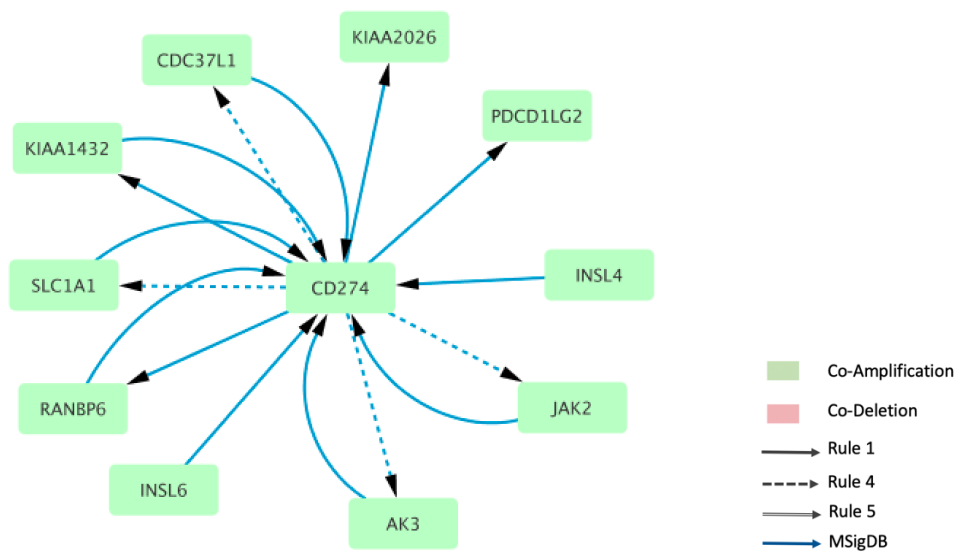 KIAA2026
CDC37L1
PDCD1LG2
KIAA1432
SLC1A1
CD274
INSL4
RANBP6
JAK2
INSL6
AK3
Co-Amplification
Co-Deletion
Rule 1
Rule 4
Rule 5
MSigDB